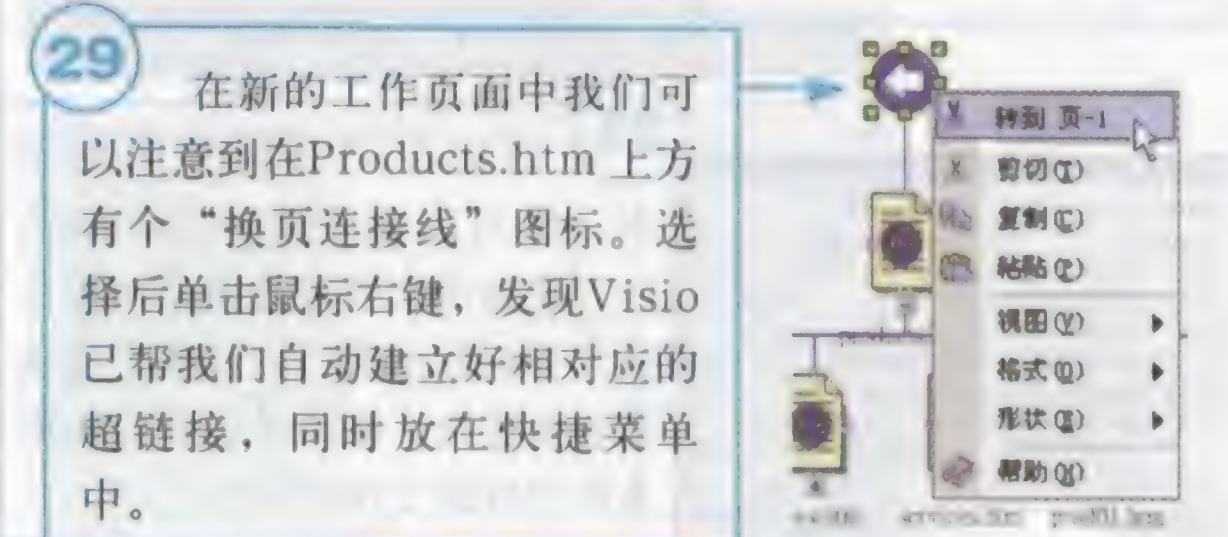 29
在新的工作页面中我们可
以注意到在Products.htm 上方
有个“换页连接线”图标。选
择后单击鼠标右键，发现Visio
已帮我们自动建立好相对应的
超链接，同时放在快捷菜单
中。
转到 页-1
剪切(T)
复制(C)
粘贴(P)
视图(V)
格式(O)
形状(S)
帮助(H)